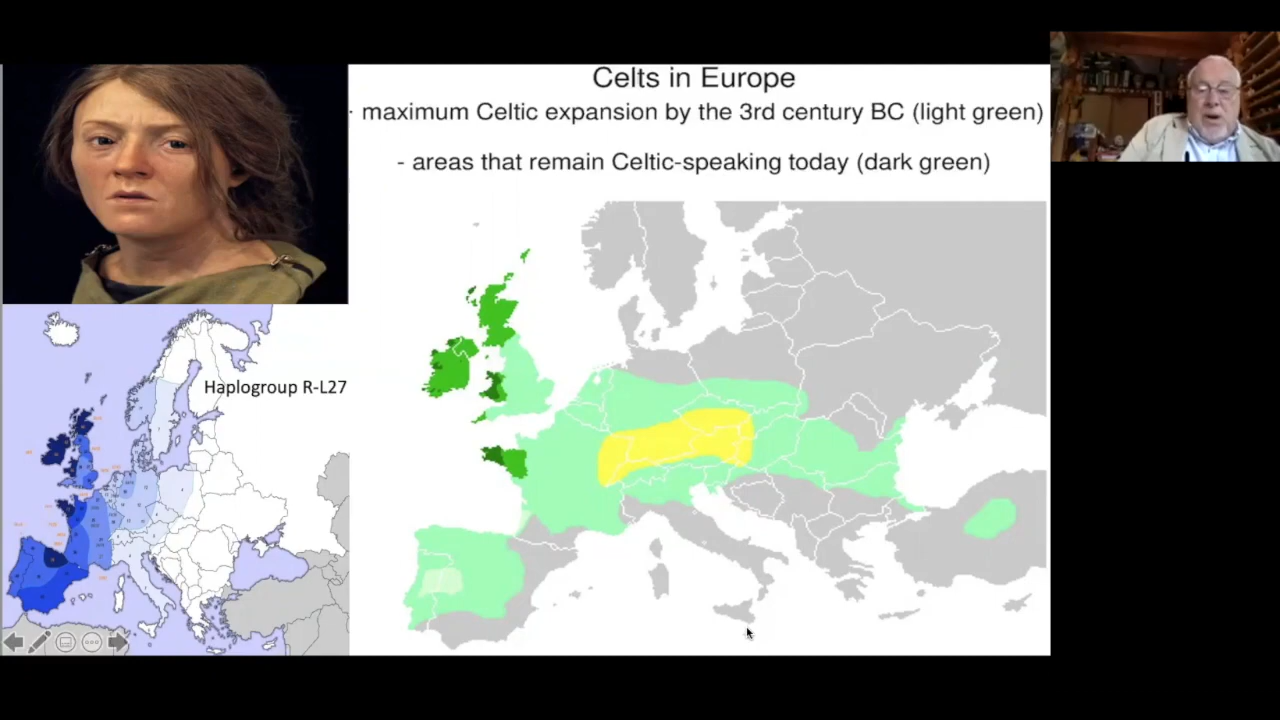 Celts in Europe
- maximum Celtic expansion by the 3rd century BC (light green)
- areas that remain Celtic-speaking today (dark green)
Haplogroup R-L27